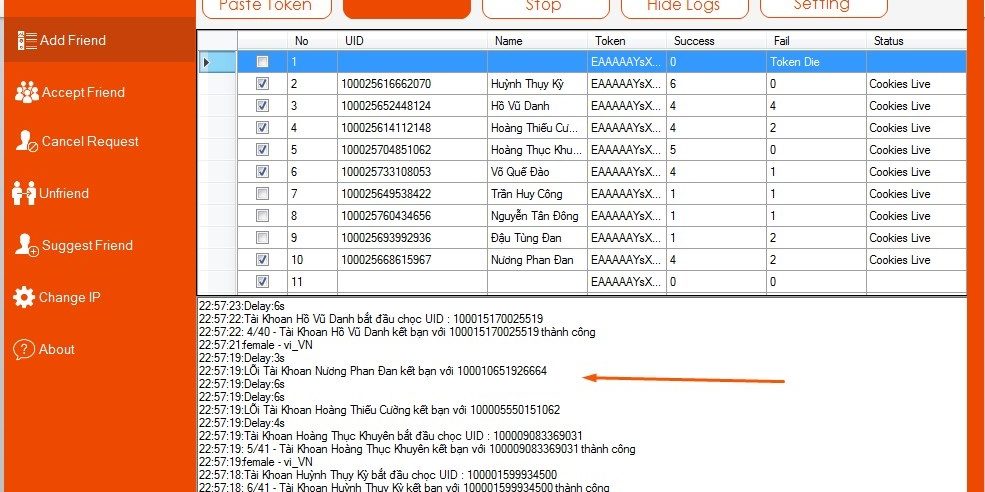 Paste Token Stop Hide Logs Setting
Add Friend
Accept Friend
Cancel Request
Unfriend
Suggest Friend
Change IP
About
No UID Name Token Success Fail Status
1 EAAAAAYsX... 0 Token Die
2 100025616662070 Huỳnh Thụy Kỳ EAAAAAYsX... 6 0 Cookies Live
3 100025652448124 Hồ Vũ Danh EAAAAAYsX... 4 4 Cookies Live
4 100025614112148 Hoàng Thiếu Cư... EAAAAAYsX... 4 2 Cookies Live
5 100025704851062 Hoàng Thục Khu... EAAAAAYsX... 5 0 Cookies Live
6 100025733108053 Võ Quế Đào EAAAAAYsX... 4 1 Cookies Live
7 100025649538422 Trần Huy Công EAAAAAYsX... 1 1 Cookies Live
8 100025760434656 Nguyễn Tấn Đông EAAAAAYsX... 1 1 Cookies Live
9 100025693992936 Đậu Tùng Đan EAAAAAYsX... 1 2 Cookies Live
10 100025668615967 Nương Phan Đan EAAAAAYsX... 4 2 Cookies Live
11 EAAAAAYsX... 0 0
22:57:23:Delay:6s
22:57:22:Tài Khoan Hồ Vũ Danh bắt đầu chọc UID : 100015170025519
22:57:22: 4/40 - Tài Khoan Hồ Vũ Danh kết bạn với 100015170025519 thành công
22:57:21:female - vi_VN
22:57:19:Delay:3s
22:57:19:LỖi Tài Khoan Nương Phan Đan kết bạn với 100010651926664
22:57:19:Delay:6s
22:57:19:Delay:6s
22:57:19:LỖi Tài Khoan Hoàng Thiếu Cường kết bạn với 100005550151062
22:57:19:Delay:4s
22:57:19:Tài Khoan Hoàng Thục Khuyên bắt đầu chọc UID : 100009083369031
22:57:19: 5/41 - Tài Khoan Hoàng Thục Khuyên kết bạn với 100009083369031 thành công
22:57:19:female - vi_VN
22:57:18:Tài Khoan Huỳnh Thụy Kỳ bắt đầu chọc UID : 100001599934500
22:57:18: 6/41 - Tài Khoan Huỳnh Thụy Kỳ kết bạn với 100001599934500 thành công